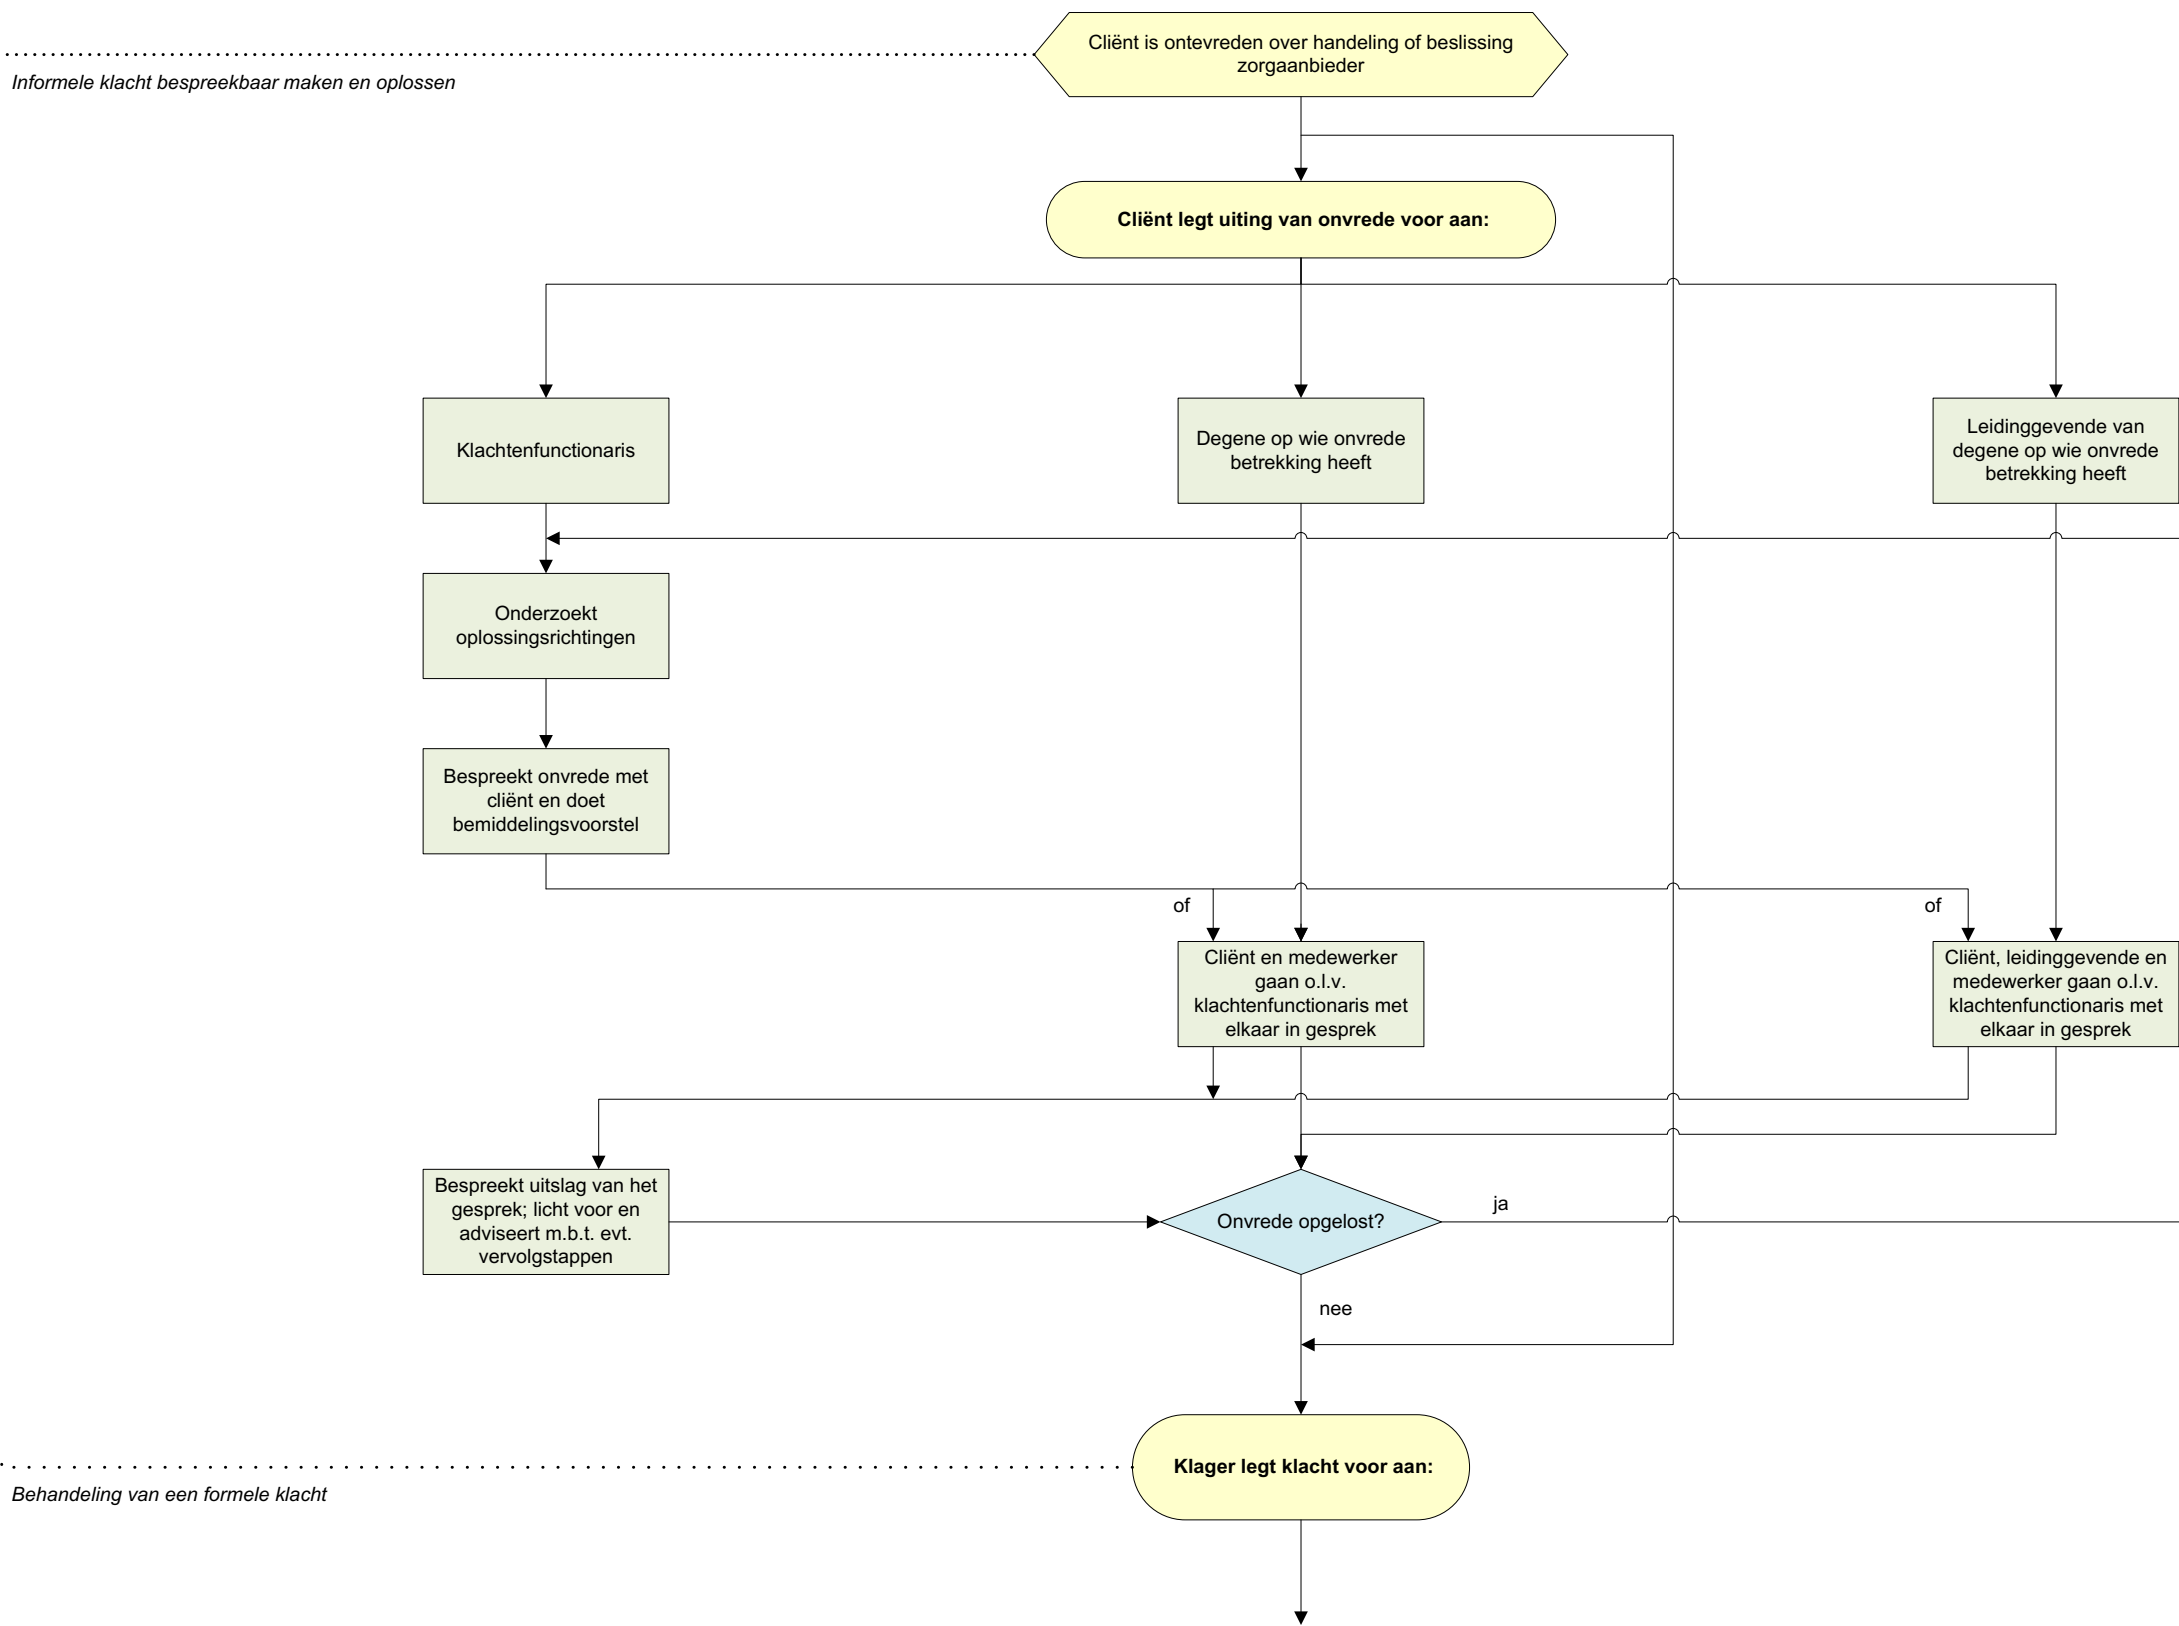 Cliënt is ontevreden over handeling of beslissing
zorgaanbieder
Informele klacht bespreekbaar maken en oplossen
Cliënt legt uiting van onvrede voor aan:
Klachtenfunctionaris
Degene op wie onvrede
betrekking heeft
Leidinggevende van
degene op wie onvrede
betrekking heeft
Onderzoekt
oplossingsrichtingen
Bespreekt onvrede met
cliënt en doet
bemiddelingsvoorstel
of
of
Cliënt en medewerker
gaan o.l.v.
klachtenfunctionaris met
elkaar in gesprek
Cliënt, leidinggevende en
medewerker gaan o.l.v.
klachtenfunctionaris met
elkaar in gesprek
Bespreekt uitslag van het
gesprek; licht voor en
adviseert m.b.t. evt.
vervolgstappen
Onvrede opgelost?
ja
nee
Klager legt klacht voor aan:
Behandeling van een formele klacht